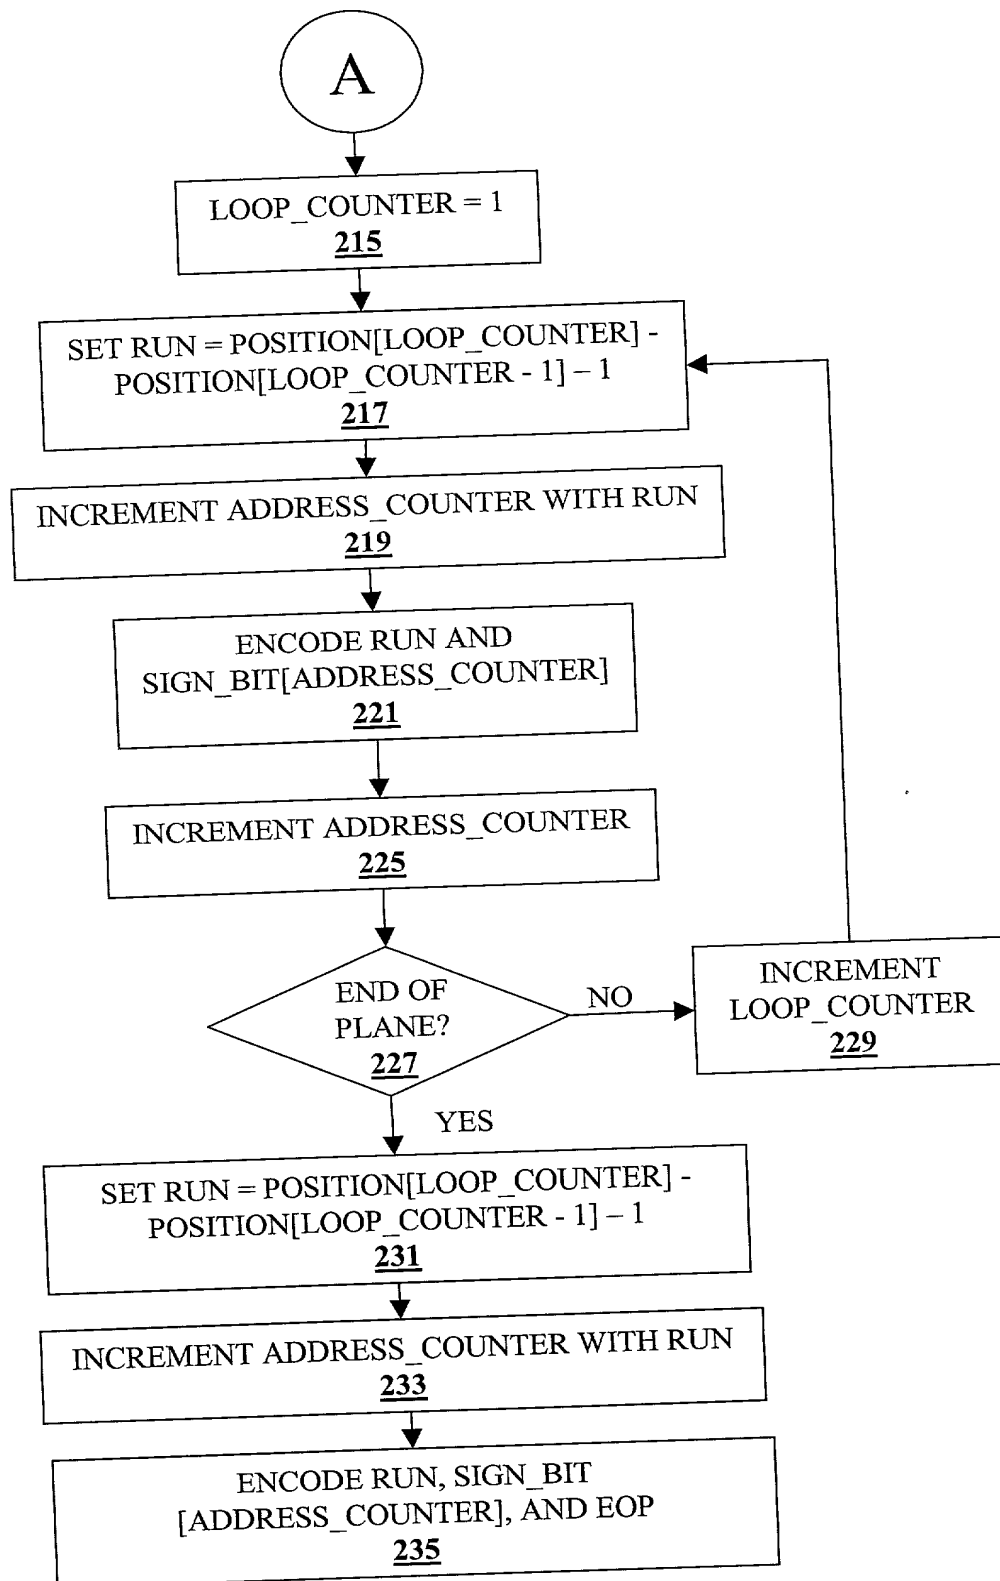 A
LOOP_COUNTER = 1
215
SET RUN = POSITION[LOOP_COUNTER] -
POSITION[LOOP_COUNTER - 1] – 1
217
INCREMENT ADDRESS_COUNTER WITH RUN
219
ENCODE RUN AND
SIGN_BIT[ADDRESS_COUNTER]
221
INCREMENT ADDRESS_COUNTER
225
END OF
PLANE?
227
NO
INCREMENT
LOOP_COUNTER
229
YES
SET RUN = POSITION[LOOP_COUNTER] -
POSITION[LOOP_COUNTER - 1] – 1
231
INCREMENT ADDRESS_COUNTER WITH RUN
233
ENCODE RUN, SIGN_BIT
[ADDRESS_COUNTER], AND EOP
235